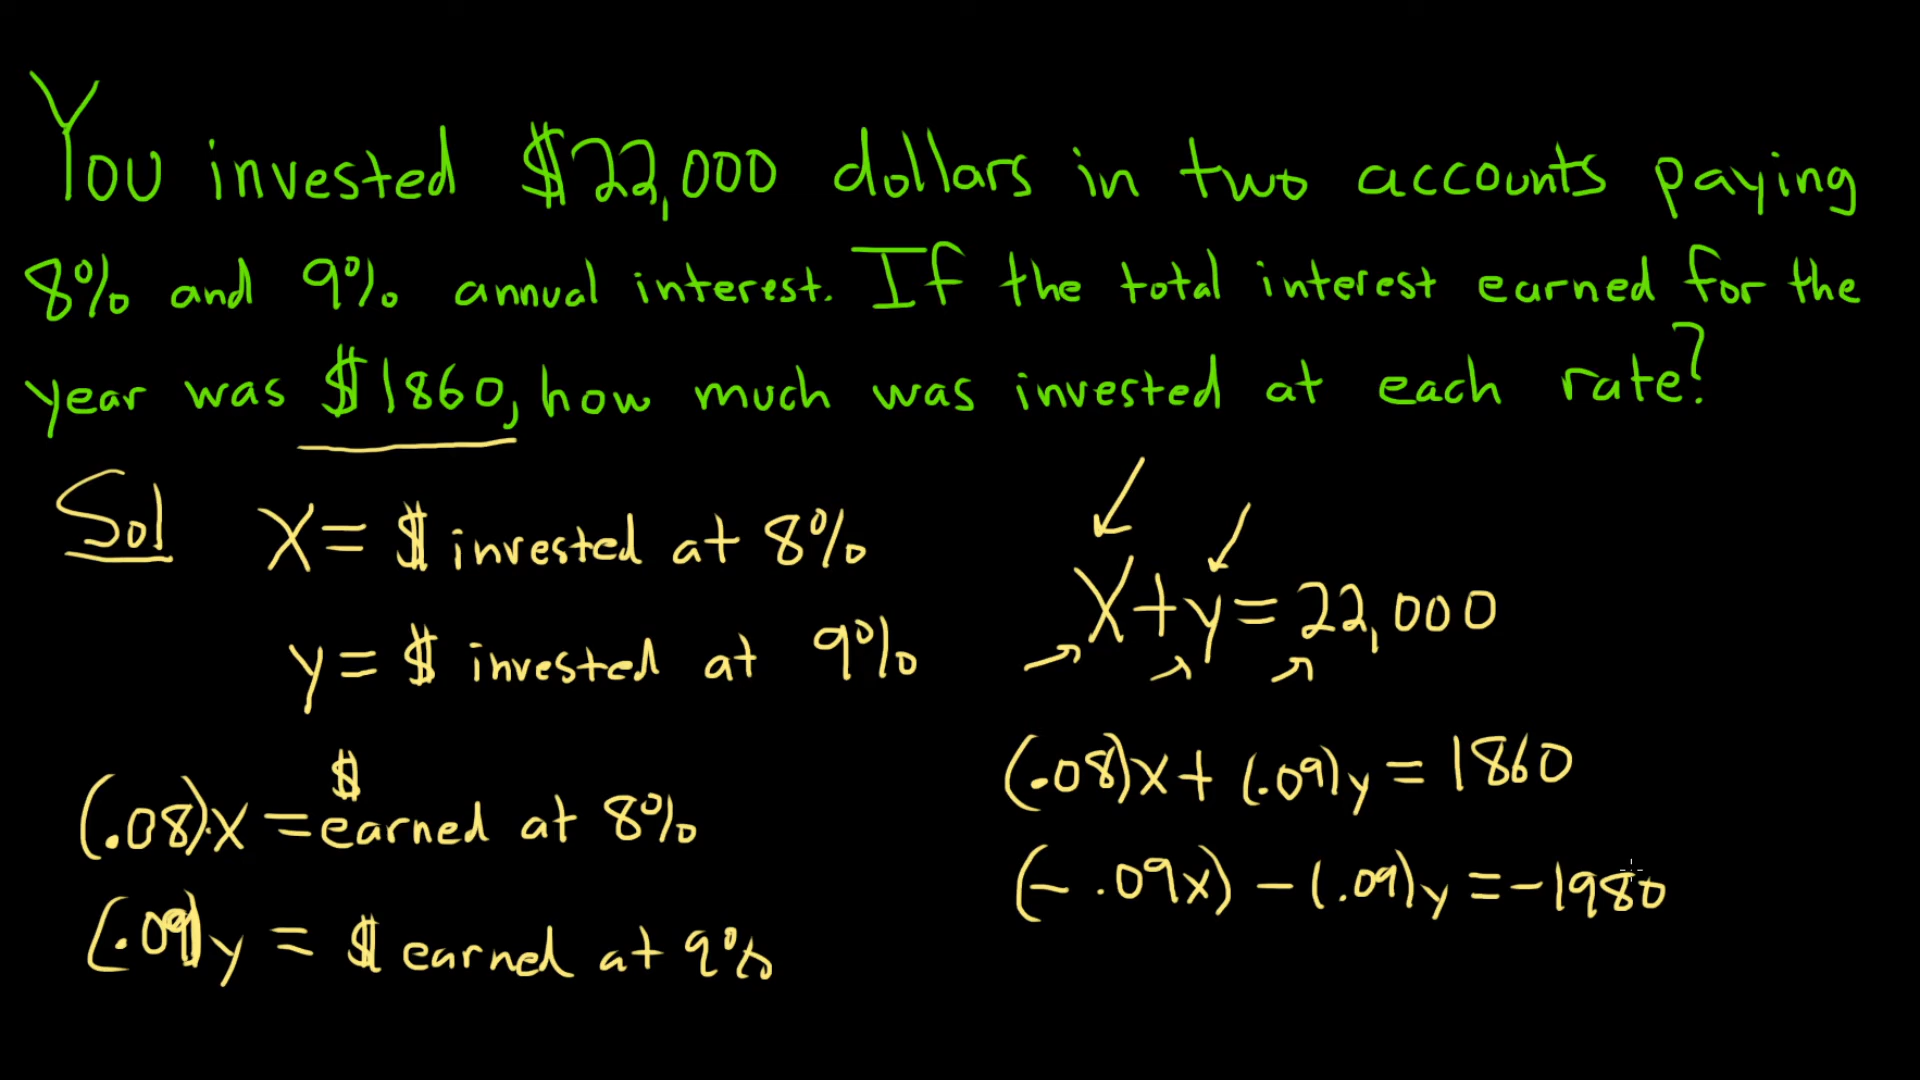 You invested $22,000 dollars in two accounts paying
8% and 9% annual interest. If the total interest earned for the
year was $1860, how much was invested at each rate?
Sol X = $ invested at 8%
y = $ invested at 9%
(.08)·X = $ earned at 8%
(.09)y = $ earned at 9%
X + y = 22,000
(.08)X + (.09)y = 1860
(- .09x) - (.09)y = -1980